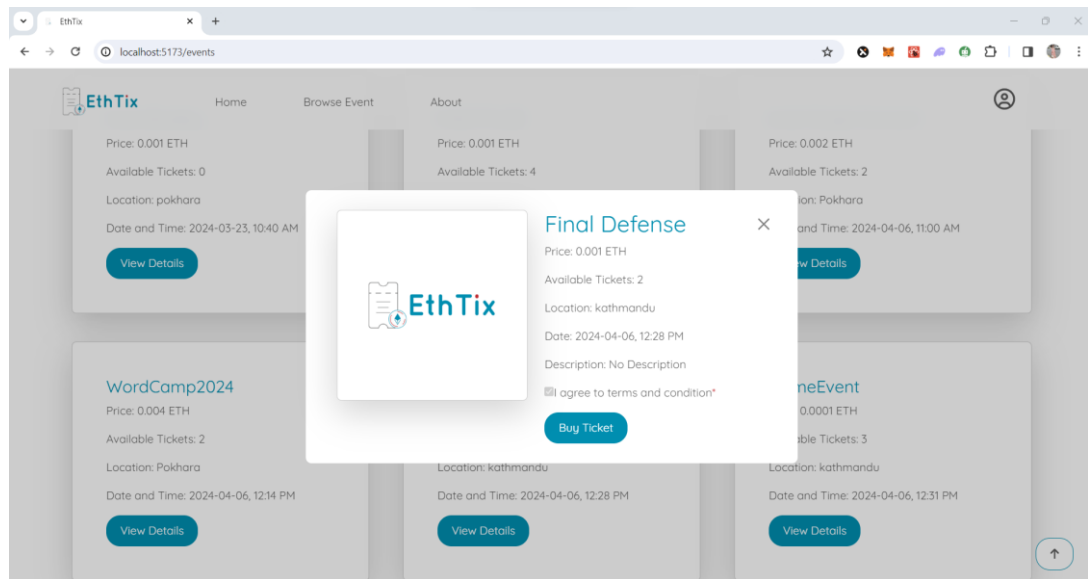 EthTix
localhost:5173/events
EthTix
Home
Browse Event
About
Price: 0.001 ETH
Available Tickets: 0
Location: pokhara
Date and Time: 2024-03-23, 10:40 AM
View Details
Price: 0.001 ETH
Available Tickets: 4
Price: 0.002 ETH
Available Tickets: 2
ion: Pokhara
and Time: 2024-04-06, 11:00 AM
w Details
EthTix
Final Defense
Price: 0.001 ETH
Available Tickets: 2
Location: kathmandu
Date: 2024-04-06, 12:28 PM
Description: No Description
I agree to terms and condition*
Buy Ticket
WordCamp2024
Price: 0.004 ETH
Available Tickets: 2
Location: Pokhara
Date and Time: 2024-04-06, 12:14 PM
View Details
Location: kathmandu
Date and Time: 2024-04-06, 12:28 PM
View Details
meEvent
0.0001 ETH
ble Tickets: 3
Location: kathmandu
Date and Time: 2024-04-06, 12:31 PM
View Details